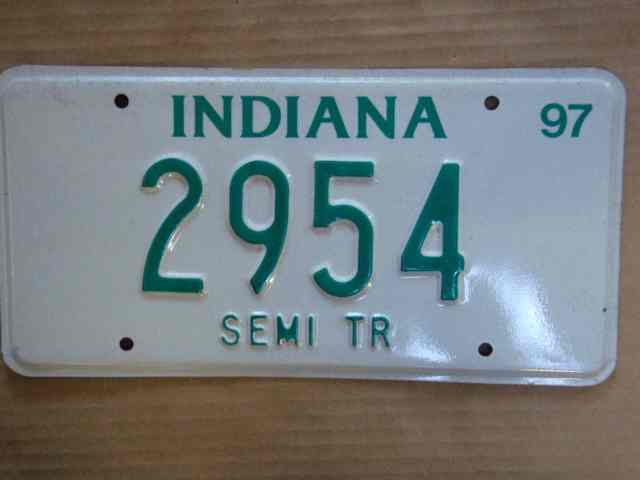 INDIANA 97
2954
SEMI TR